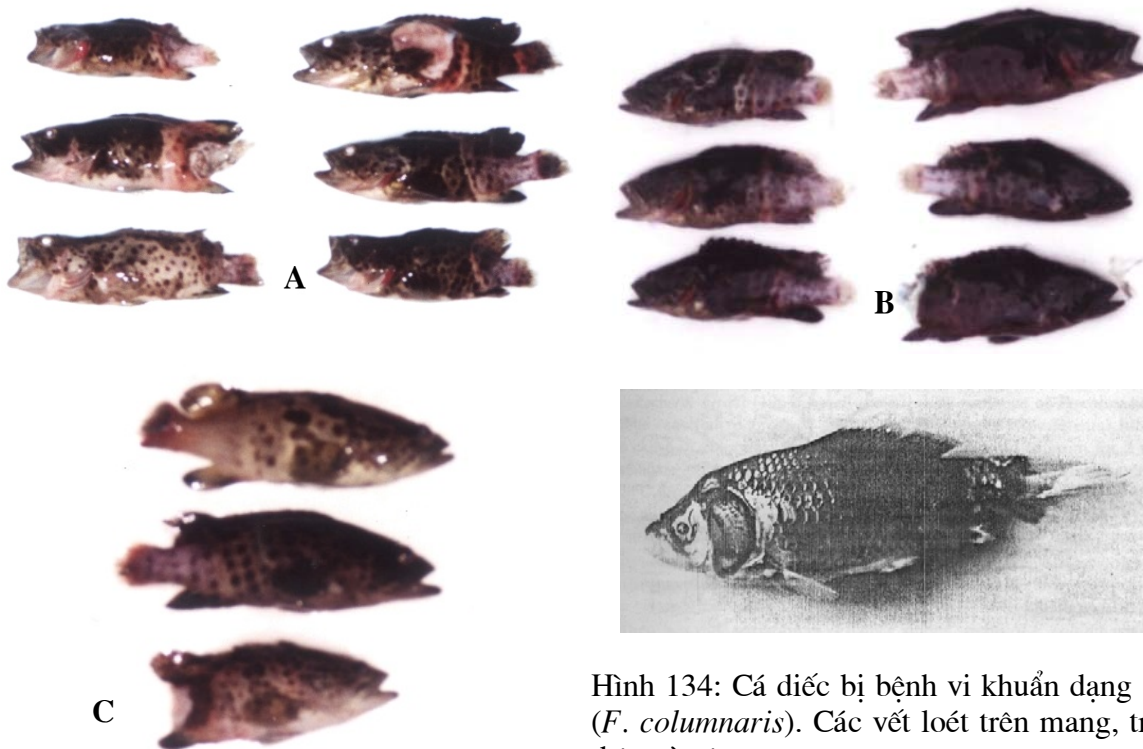 A
B
C
Hình 134: Cá diếc bị bệnh vi khuẩn dạng
(F. columnaris). Các vết loét trên mang,